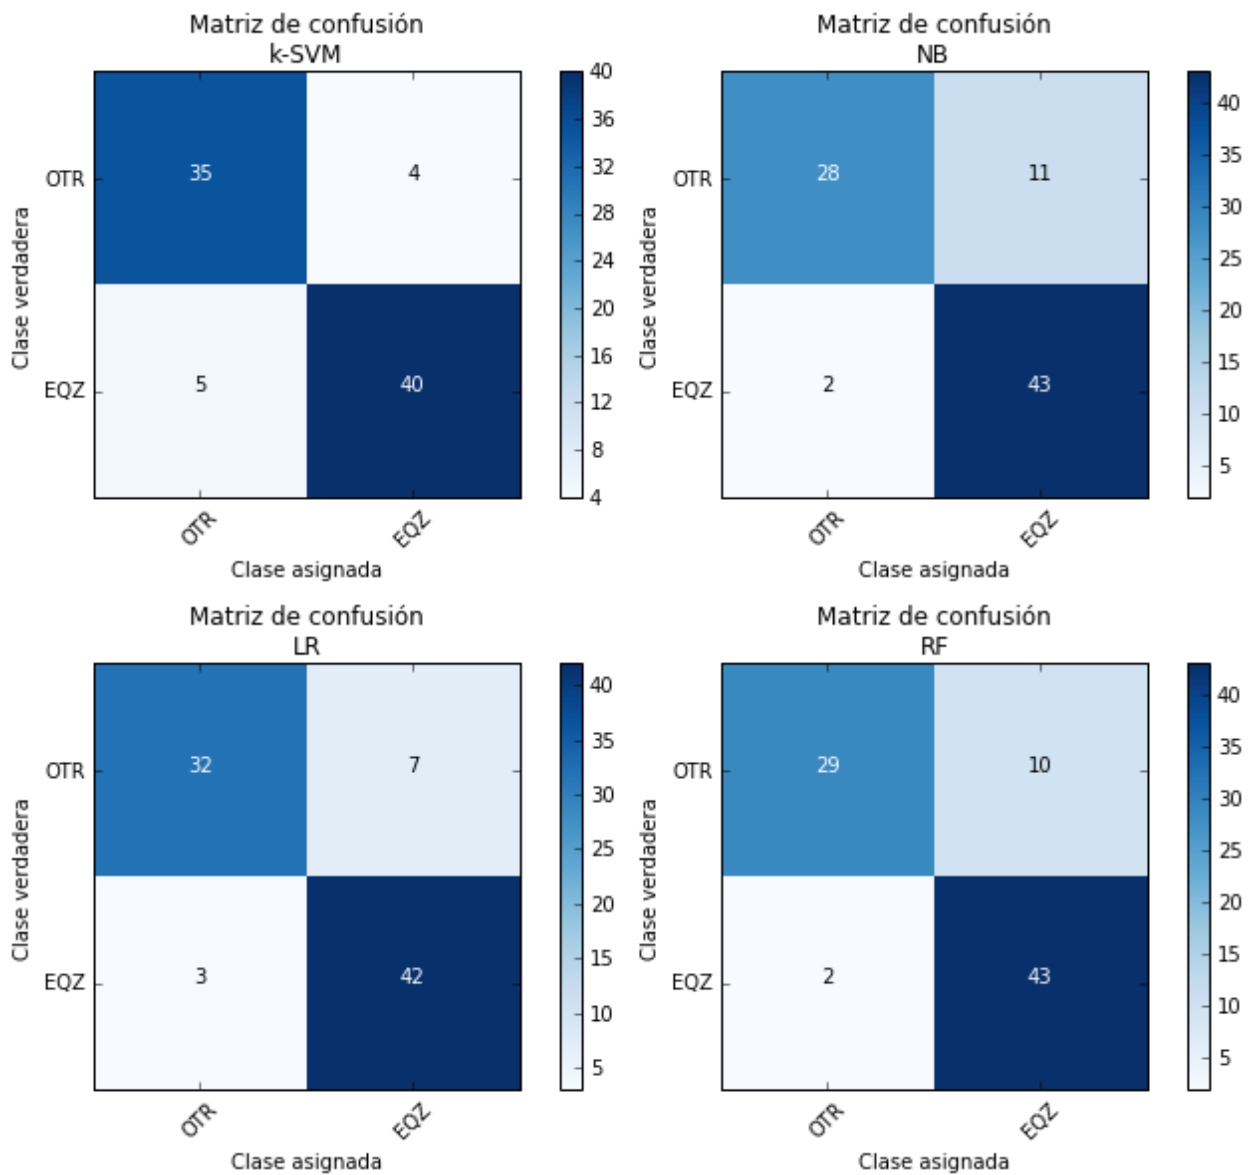 Matriz de confusión
k-SVM
40
36
32
28
24
20
16
12
8
4
OTR
EQZ
35
4
5
40
Clase verdadera
OTR
EQZ
Clase asignada
Matriz de confusión
NB
40
35
30
25
20
15
10
5
OTR
EQZ
28
11
2
43
Clase verdadera
OTR
EQZ
Clase asignada
Matriz de confusión
LR
40
35
30
25
20
15
10
5
OTR
EQZ
32
7
3
42
Clase verdadera
OTR
EQZ
Clase asignada
Matriz de confusión
RF
40
35
30
25
20
15
10
5
OTR
EQZ
29
10
2
43
Clase verdadera
OTR
EQZ
Clase asignada